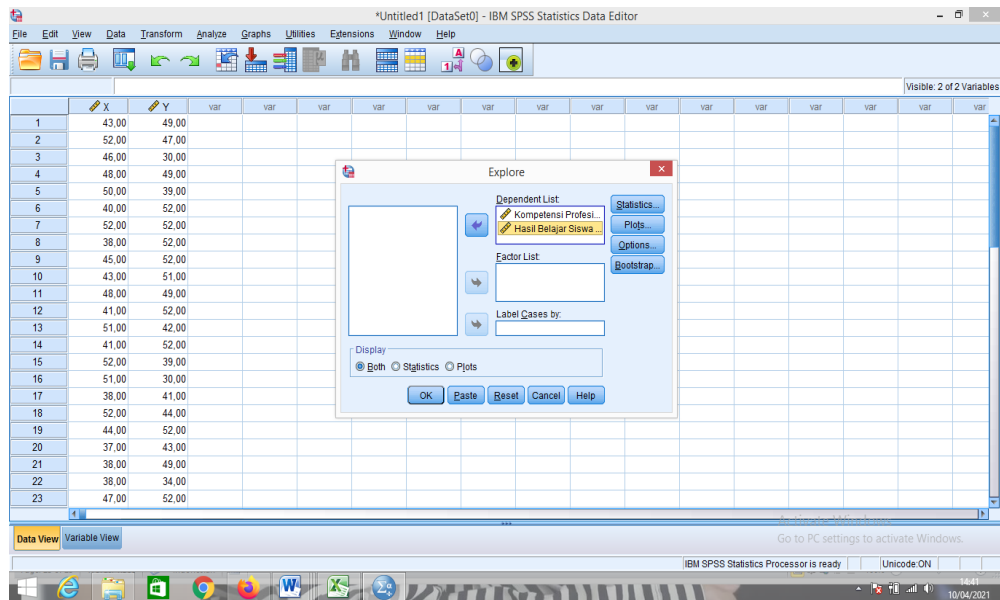 *Untitled1 [DataSet0] - IBM SPSS Statistics Data Editor
File Edit View Data Transform Analyze Graphs Utilities Extensions Window Help
Visible: 2 of 2 Variables
X Y var var var var var var var var var var var var var var var
1 43,00 49,00
2 52,00 47,00
3 46,00 30,00
4 48,00 49,00
5 50,00 39,00
6 40,00 52,00
7 52,00 52,00
8 38,00 52,00
9 45,00 52,00
10 43,00 51,00
11 48,00 49,00
12 41,00 52,00
13 51,00 42,00
14 41,00 52,00
15 52,00 39,00
16 51,00 30,00
17 38,00 41,00
18 52,00 44,00
19 44,00 52,00
20 37,00 43,00
21 38,00 49,00
22 38,00 34,00
23 47,00 52,00
Explore
Dependent List:
Kompetensi Profesi...
Hasil Belajar Siswa ...
Factor List:
Label Cases by:
Statistics...
Plots...
Options...
Bootstrap...
Display
Both Statistics Plots
OK Paste Reset Cancel Help
Data View Variable View
Go to PC settings to activate Windows.
IBM SPSS Statistics Processor is ready Unicode:ON
14:41
10/04/2021